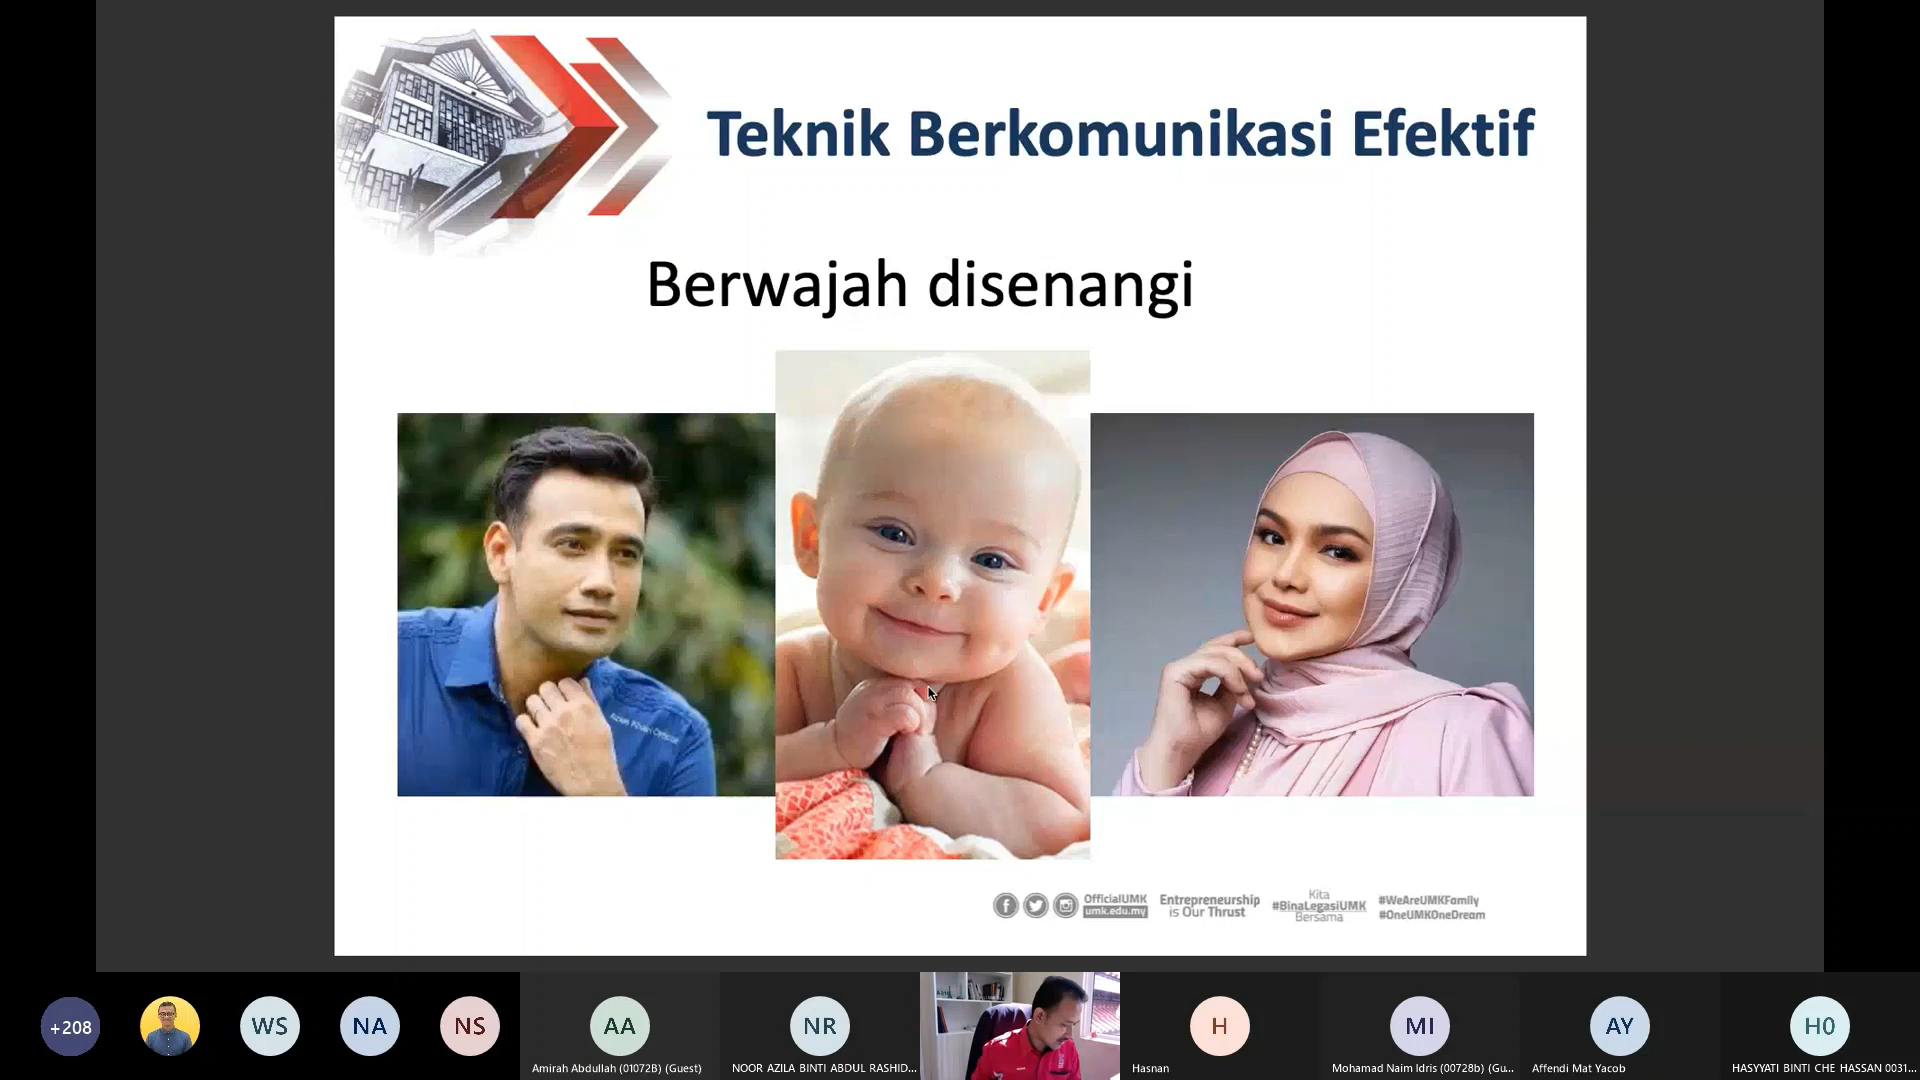 Teknik Berkomunikasi Efektif
Berwajah disenangi
OfficialUMK
umk.edu.my
Entrepreneurship
is Our Thrust
Kita
#BinaLegasiUMK
Bersama
#WeAreUMKFamily
#OneUMKOneDream
+208
WS
NA
NS
AA
Amirah Abdullah (01072B) (Guest)
NR
NOOR AZILA BINTI ABDUL RASHID...
H
Hasnan
MI
Mohamad Naim Idris (00728b) (Gu...
AY
Affendi Mat Yacob
H0
HASYYATI BINTI CHE HASSAN 0031...